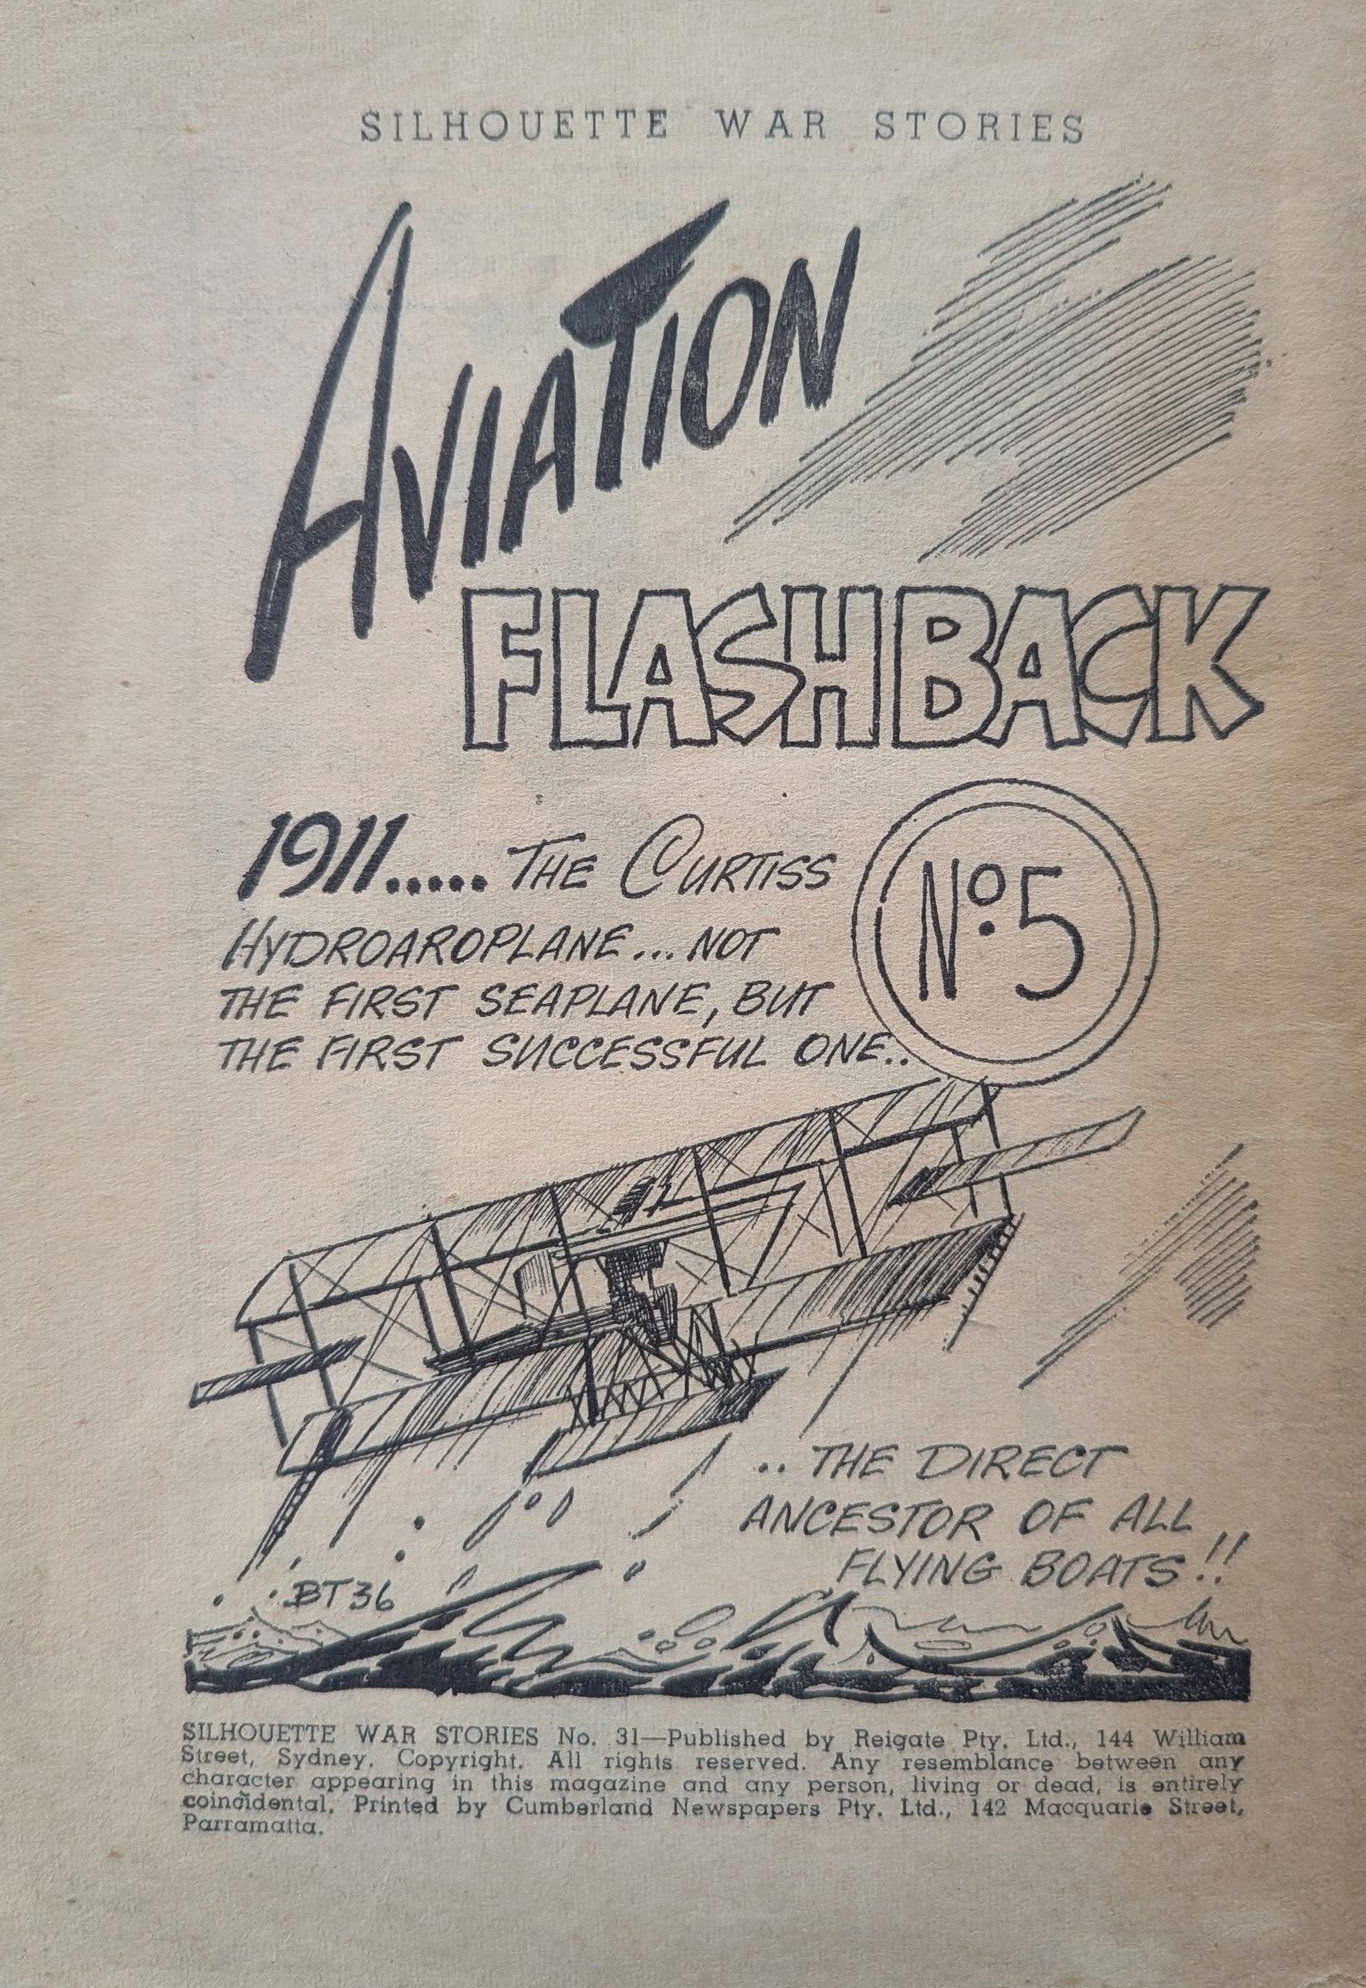 SILHOUETTE WAR STORIES
AVIATION
FLASHBACK
1911..... THE CURTISS
HYDROAROPLANE... NOT
THE FIRST SEAPLANE, BUT
THE FIRST SUCCESSFUL ONE..
No. 5
.. THE DIRECT
ANCESTOR OF ALL
FLYING BOATS!!
BT36
SILHOUETTE WAR STORIES No. 31—Published by Reigate Pty. Ltd., 144 William
Street, Sydney. Copyright. All rights reserved. Any resemblance between any
character appearing in this magazine and any person, living or dead, is entirely
coincidental. Printed by Cumberland Newspapers Pty. Ltd., 142 Macquarie Street,
Parramatta.